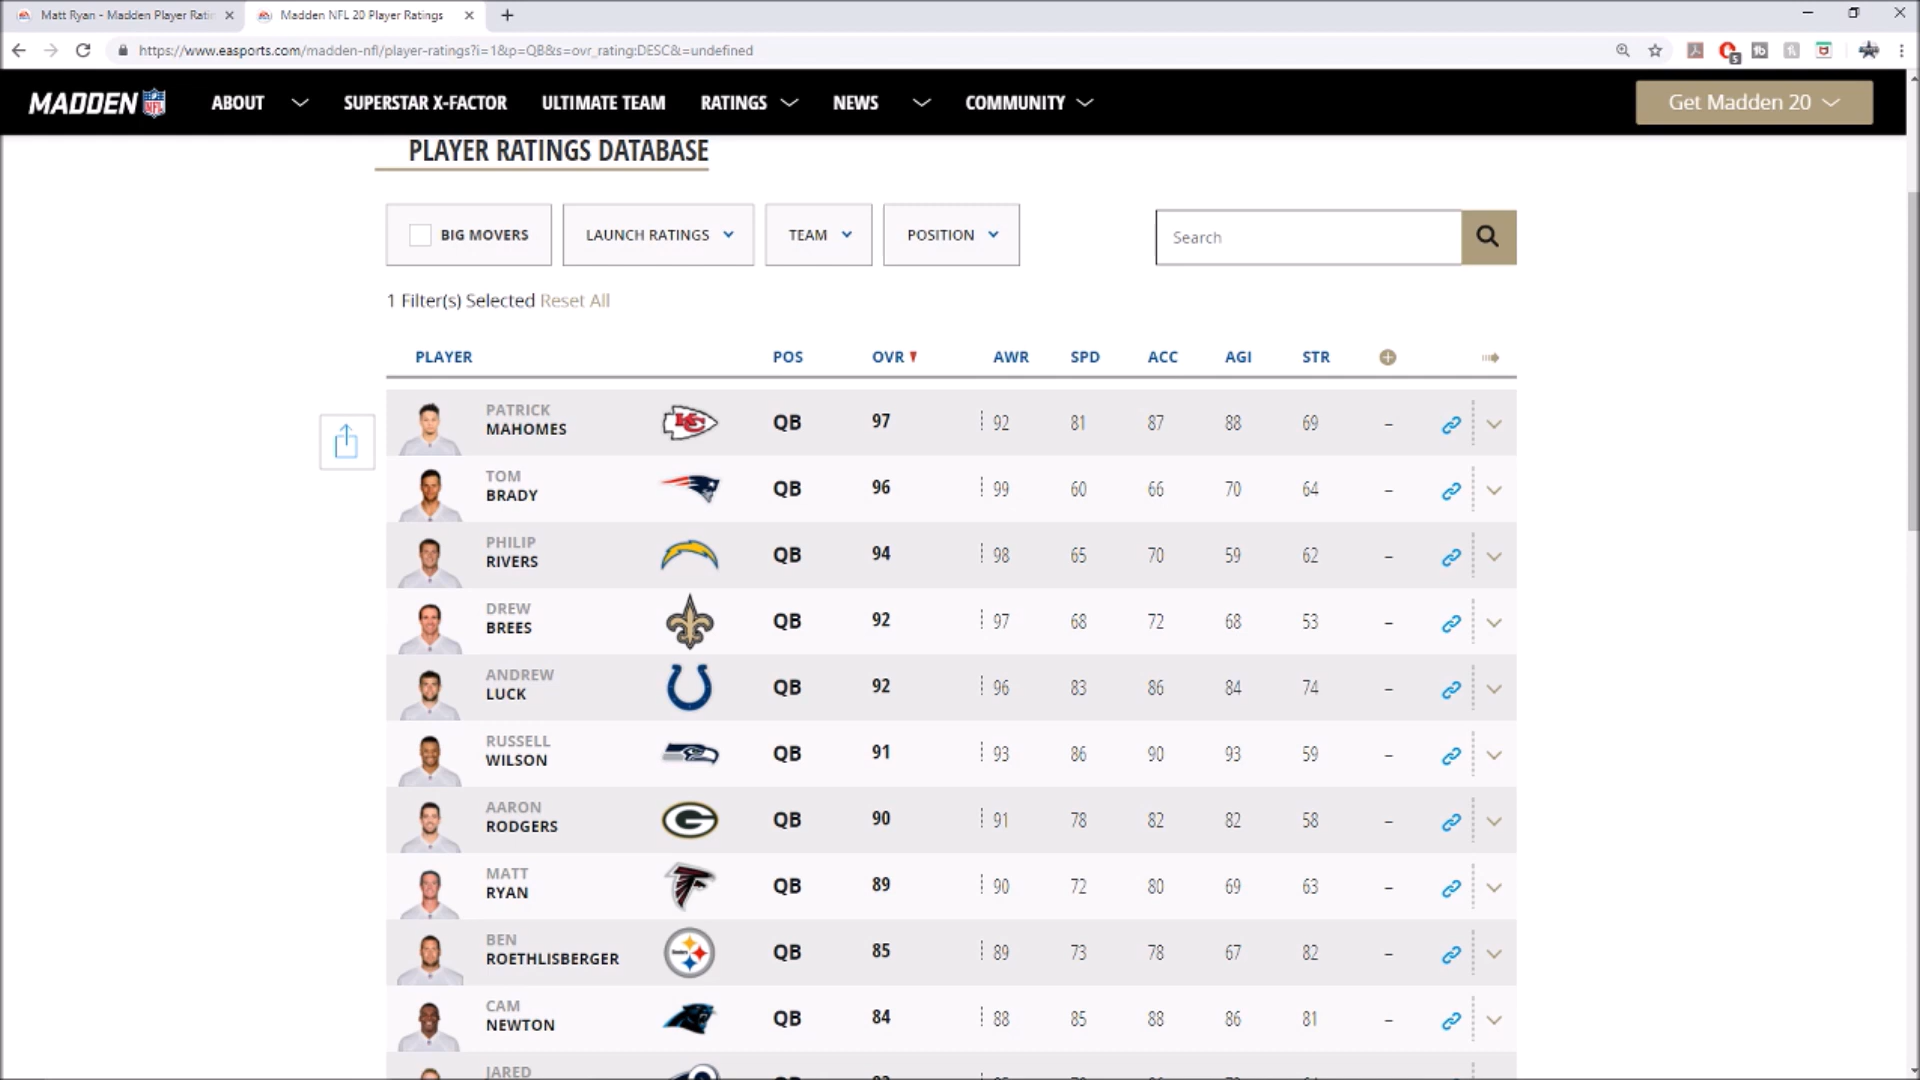 Matt Ryan - Madden Player Ratin
Madden NFL 20 Player Ratings
https://www.easports.com/madden-nfl/player-ratings?i=1&p=QB&s=ovr_rating:DESC&=undefined
MADDEN NFL ABOUT SUPERSTAR X-FACTOR ULTIMATE TEAM RATINGS NEWS COMMUNITY Get Madden 20
PLAYER RATINGS DATABASE
BIG MOVERS LAUNCH RATINGS TEAM POSITION Search
1 Filter(s) Selected Reset All
PLAYER POS OVR AWR SPD ACC AGI STR
PATRICK
MAHOMES KC QB 97 92 81 87 88 69 –
TOM
BRADY QB 96 99 60 66 70 64 –
PHILIP
RIVERS QB 94 98 65 70 59 62 –
DREW
BREES QB 92 97 68 72 68 53 –
ANDREW
LUCK QB 92 96 83 86 84 74 –
RUSSELL
WILSON QB 91 93 86 90 93 59 –
AARON
RODGERS G QB 90 91 78 82 82 58 –
MATT
RYAN QB 89 90 72 80 69 63 –
BEN
ROETHLISBERGER Steelers QB 85 89 73 78 67 82 –
CAM
NEWTON QB 84 88 85 88 86 81 –
JARED